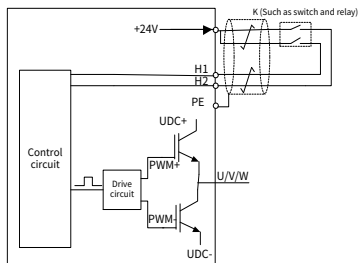 K (Such as switch and relay)
+24V
H1
H2
PE
UDC+
Control
circuit
PWM+
Drive
circuit
U/V/W
PWM-
UDC-